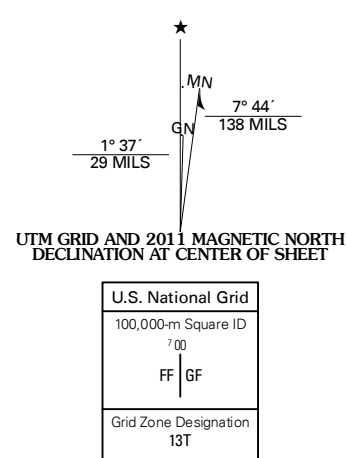 ★
MN
7° 44´
138 MILS
GN
1° 37´
29 MILS
UTM GRID AND 2011 MAGNETIC NORTH
DECLINATION AT CENTER OF SHEET
U.S. National Grid
100,000-m Square ID
⁷00
FF GF
Grid Zone Designation
13T